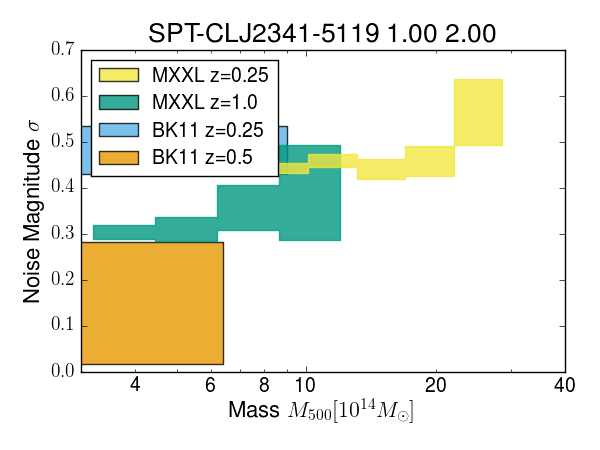 SPT-CLJ2341-5119 1.00 2.00
0.7
0.6
0.5
0.4
0.3
0.2
0.1
0.0
Noise Magnitude σ
MXXL z=0.25
MXXL z=1.0
BK11 z=0.25
BK11 z=0.5
4 6 8 10 20 40
Mass M₅₀₀[10¹⁴M⊙]